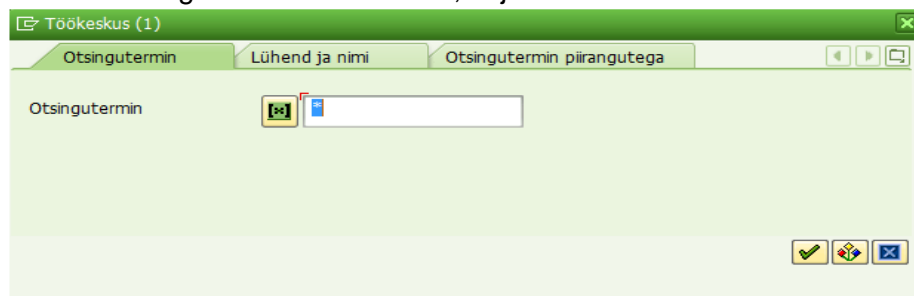 Töökeskus (1)
Otsingutermin Lühend ja nimi Otsingutermin piirangutega
Otsingutermin *